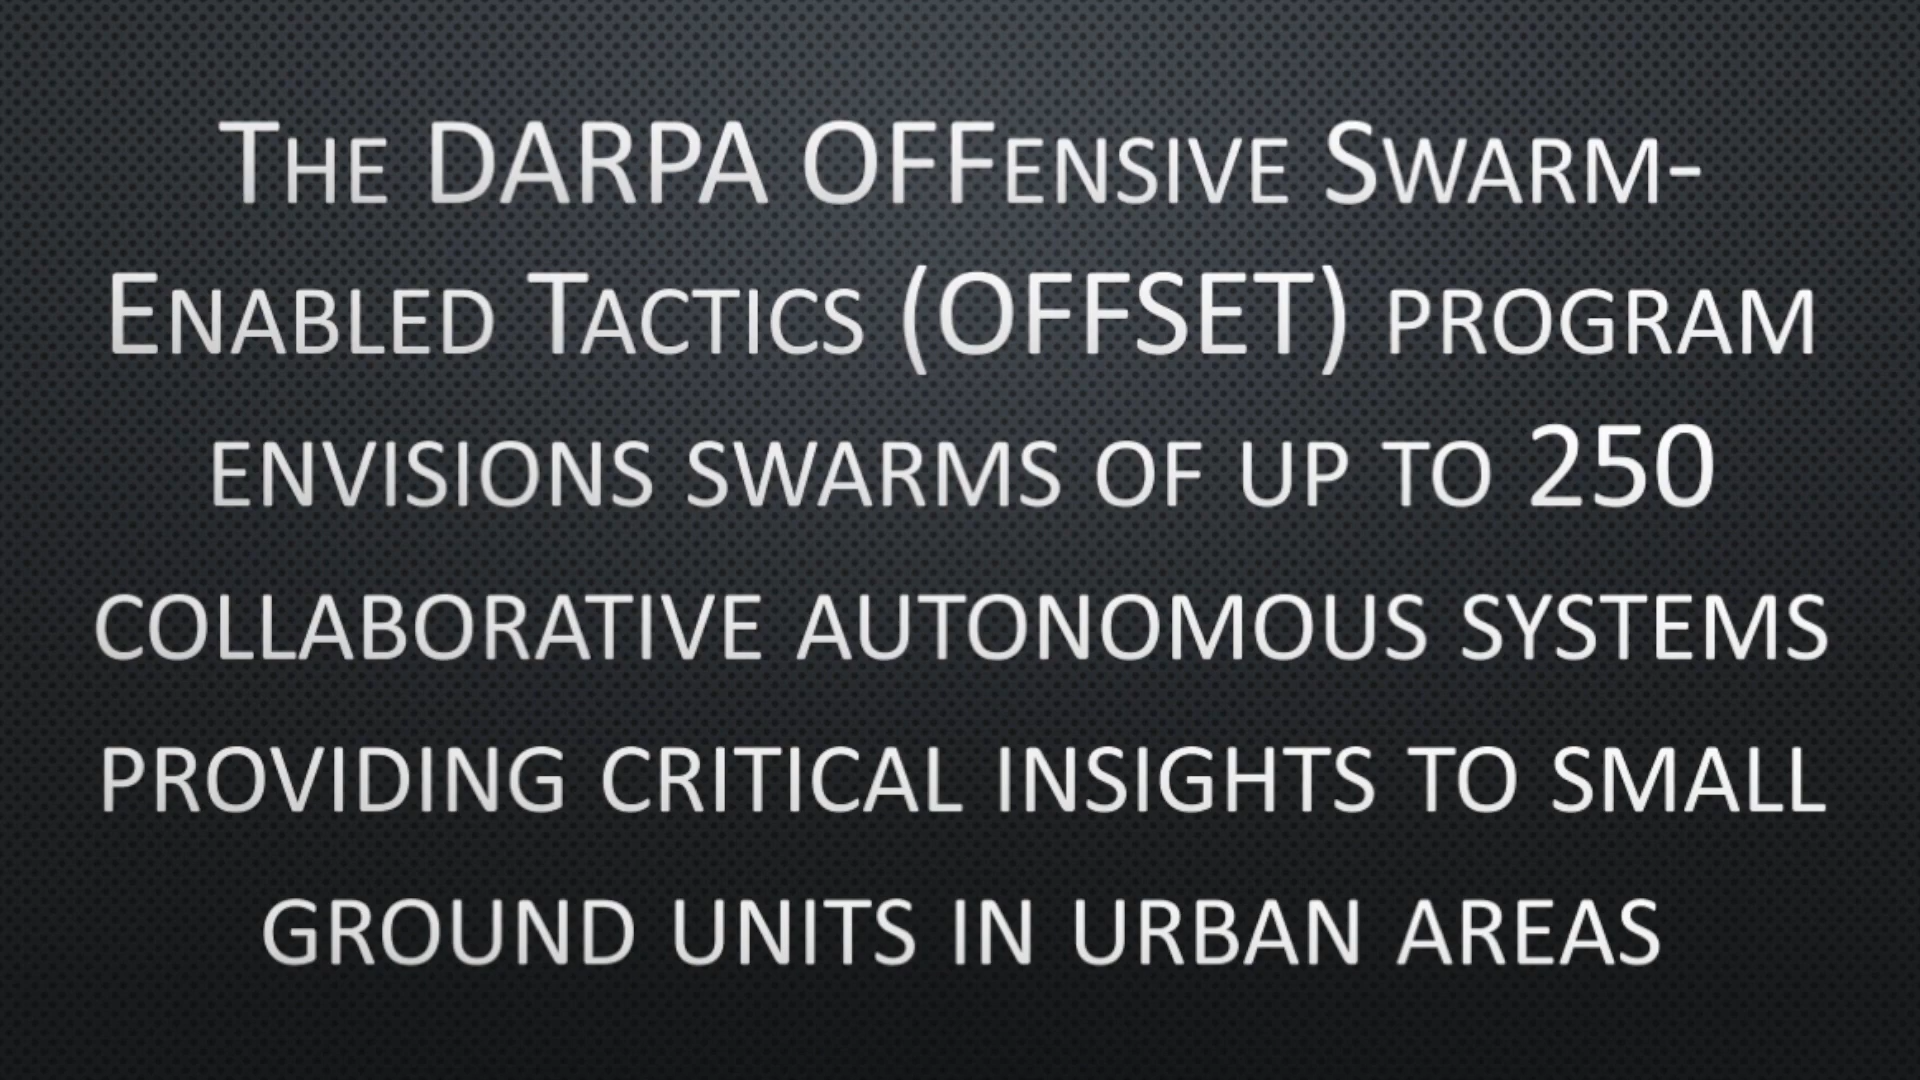 The DARPA OFFensive Swarm-
Enabled Tactics (OFFSET) program
envisions swarms of up to 250
collaborative autonomous systems
providing critical insights to small
ground units in urban areas